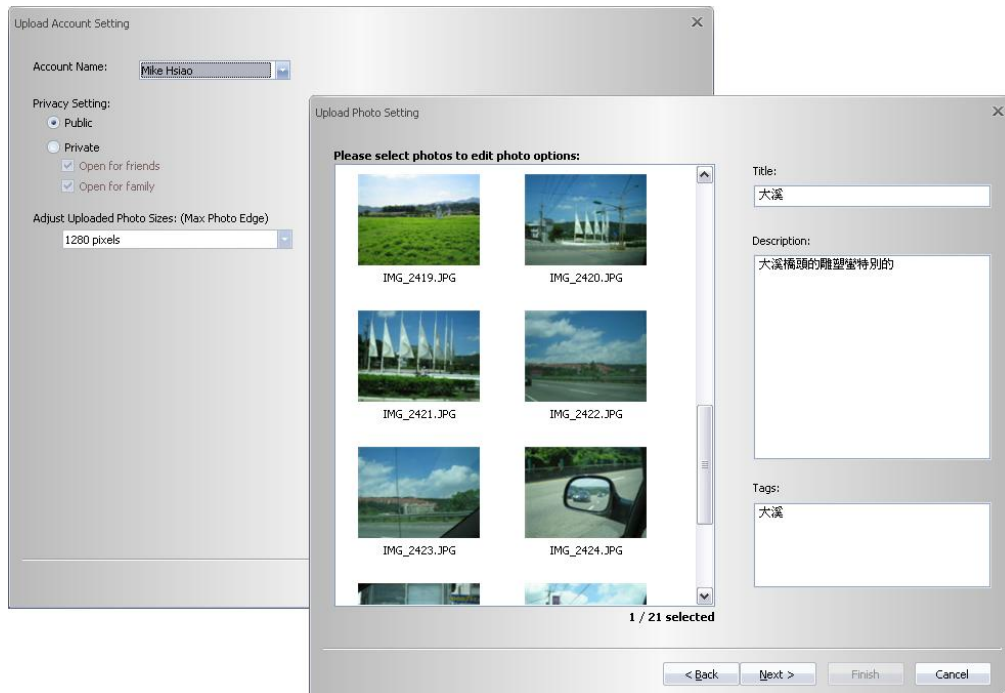 Upload Account Setting
Account Name:
Mike Hsiao
Privacy Setting:
Public
Private
Open for friends
Open for family
Adjust Uploaded Photo Sizes: (Max Photo Edge)
1280 pixels
Upload Photo Setting
Please select photos to edit photo options:
IMG_2419.JPG
IMG_2420.JPG
IMG_2421.JPG
IMG_2422.JPG
IMG_2423.JPG
IMG_2424.JPG
1 / 21 selected
Title:
大溪
Description:
大溪橋頭的雕塑蠻特別的
Tags:
大溪
< Back
Next >
Finish
Cancel